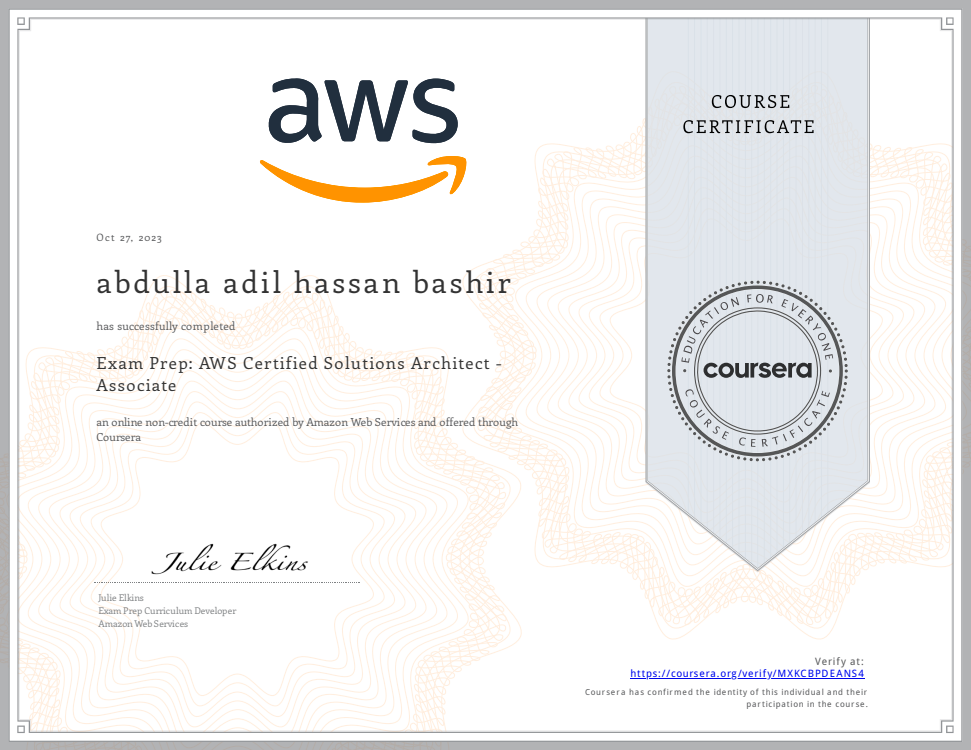 aws
COURSE
CERTIFICATE
Oct 27, 2023
abdulla adil hassan bashir
has successfully completed
Exam Prep: AWS Certified Solutions Architect -
Associate
an online non-credit course authorized by Amazon Web Services and offered through
Coursera
EDUCATION FOR EVERYONE
coursera
COURSE CERTIFICATE
Julie Elkins
Julie Elkins
Exam Prep Curriculum Developer
Amazon Web Services
Verify at:
https://coursera.org/verify/MXKCBPDEANS4
Coursera has confirmed the identity of this individual and their
participation in the course.